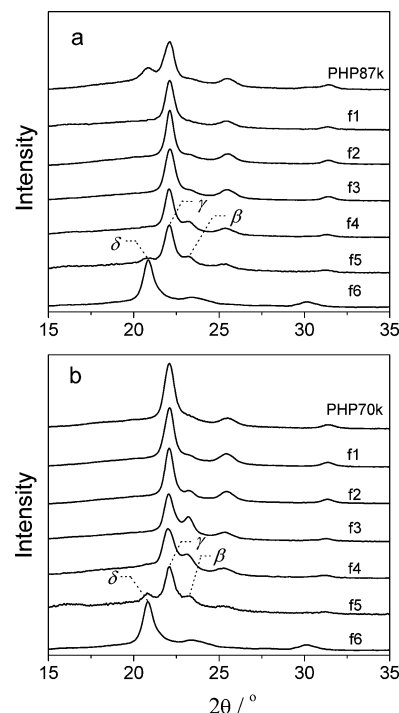 a
PHP87k
f1
f2
f3
f4
f5
f6
γ
β
δ
Intensity
15 20 25 30 35
b
PHP70k
f1
f2
f3
f4
f5
f6
γ
β
δ
Intensity
15 20 25 30 35
2θ / °